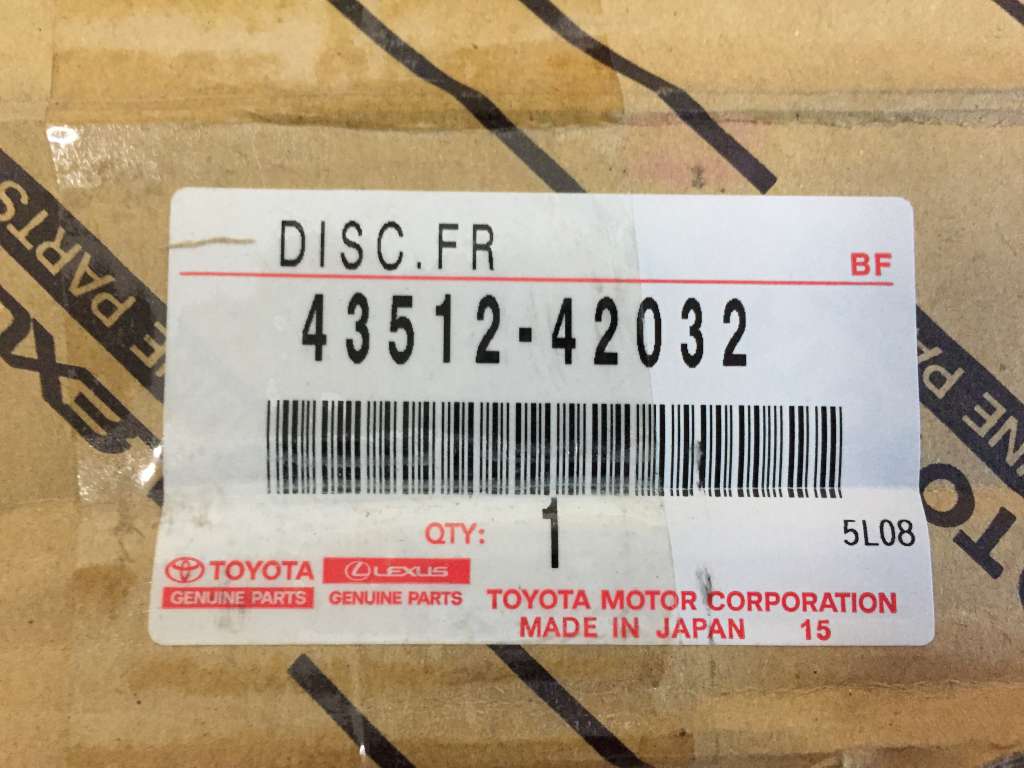 DISC.FR
BF
43512-42032
QTY: 1
5L08
TOYOTA LEXUS
GENUINE PARTS GENUINE PARTS
TOYOTA MOTOR CORPORATION
MADE IN JAPAN 15
PARTS